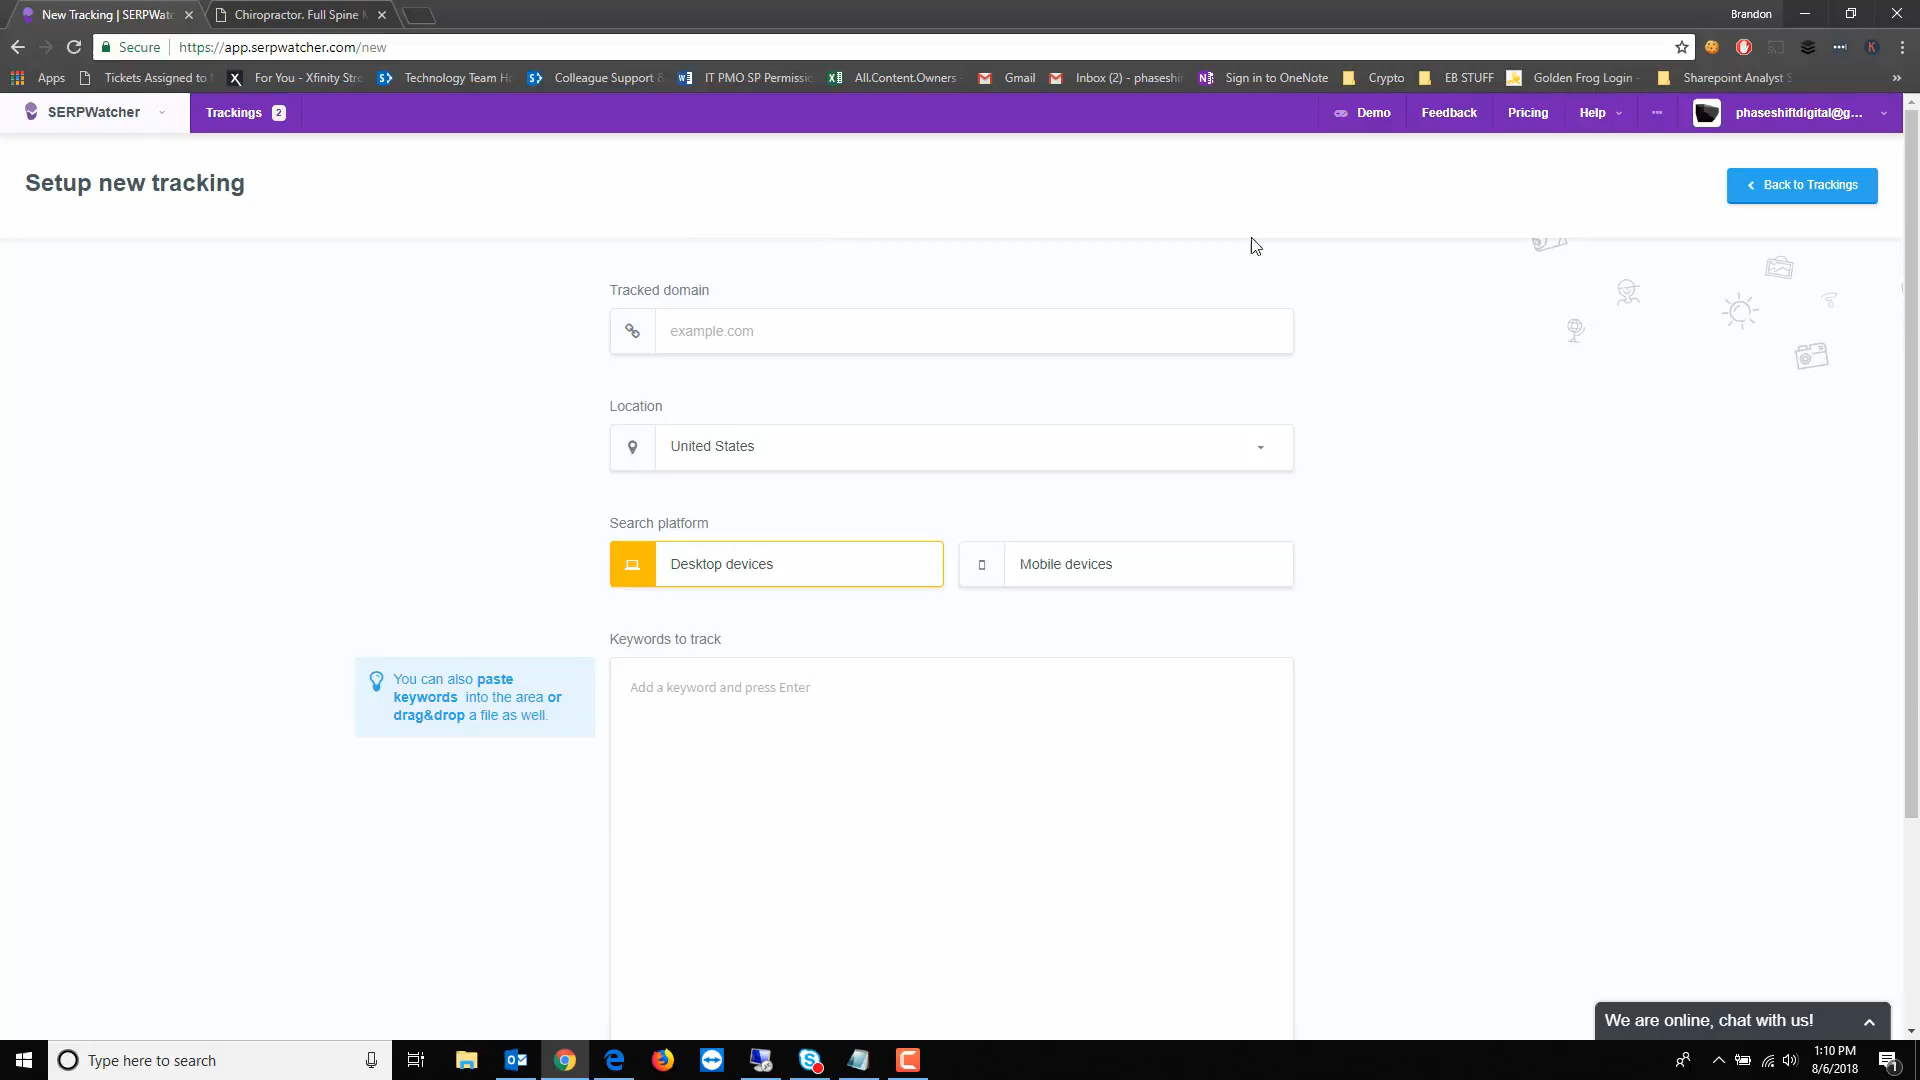 New Tracking | SERPWatc
Chiropractor. Full Spine
Brandon
Secure
https://app.serpwatcher.com/new
Apps
Tickets Assigned to
For You - Xfinity Stre
Technology Team Ho
Colleague Support &
IT PMO SP Permissio
All.Content.Owners
Gmail
Inbox (2) - phaseshi
Sign in to OneNote
Crypto
EB STUFF
Golden Frog Login -
Sharepoint Analyst
SERPWatcher
Trackings 2
Demo
Feedback
Pricing
Help
phaseshiftdigital@g...
Setup new tracking
Back to Trackings
Tracked domain
example.com
Location
United States
Search platform
Desktop devices
Mobile devices
Keywords to track
You can also paste
keywords into the area or
drag&drop a file as well.
Add a keyword and press Enter
We are online, chat with us!
Type here to search
1:10 PM
8/6/2018
1